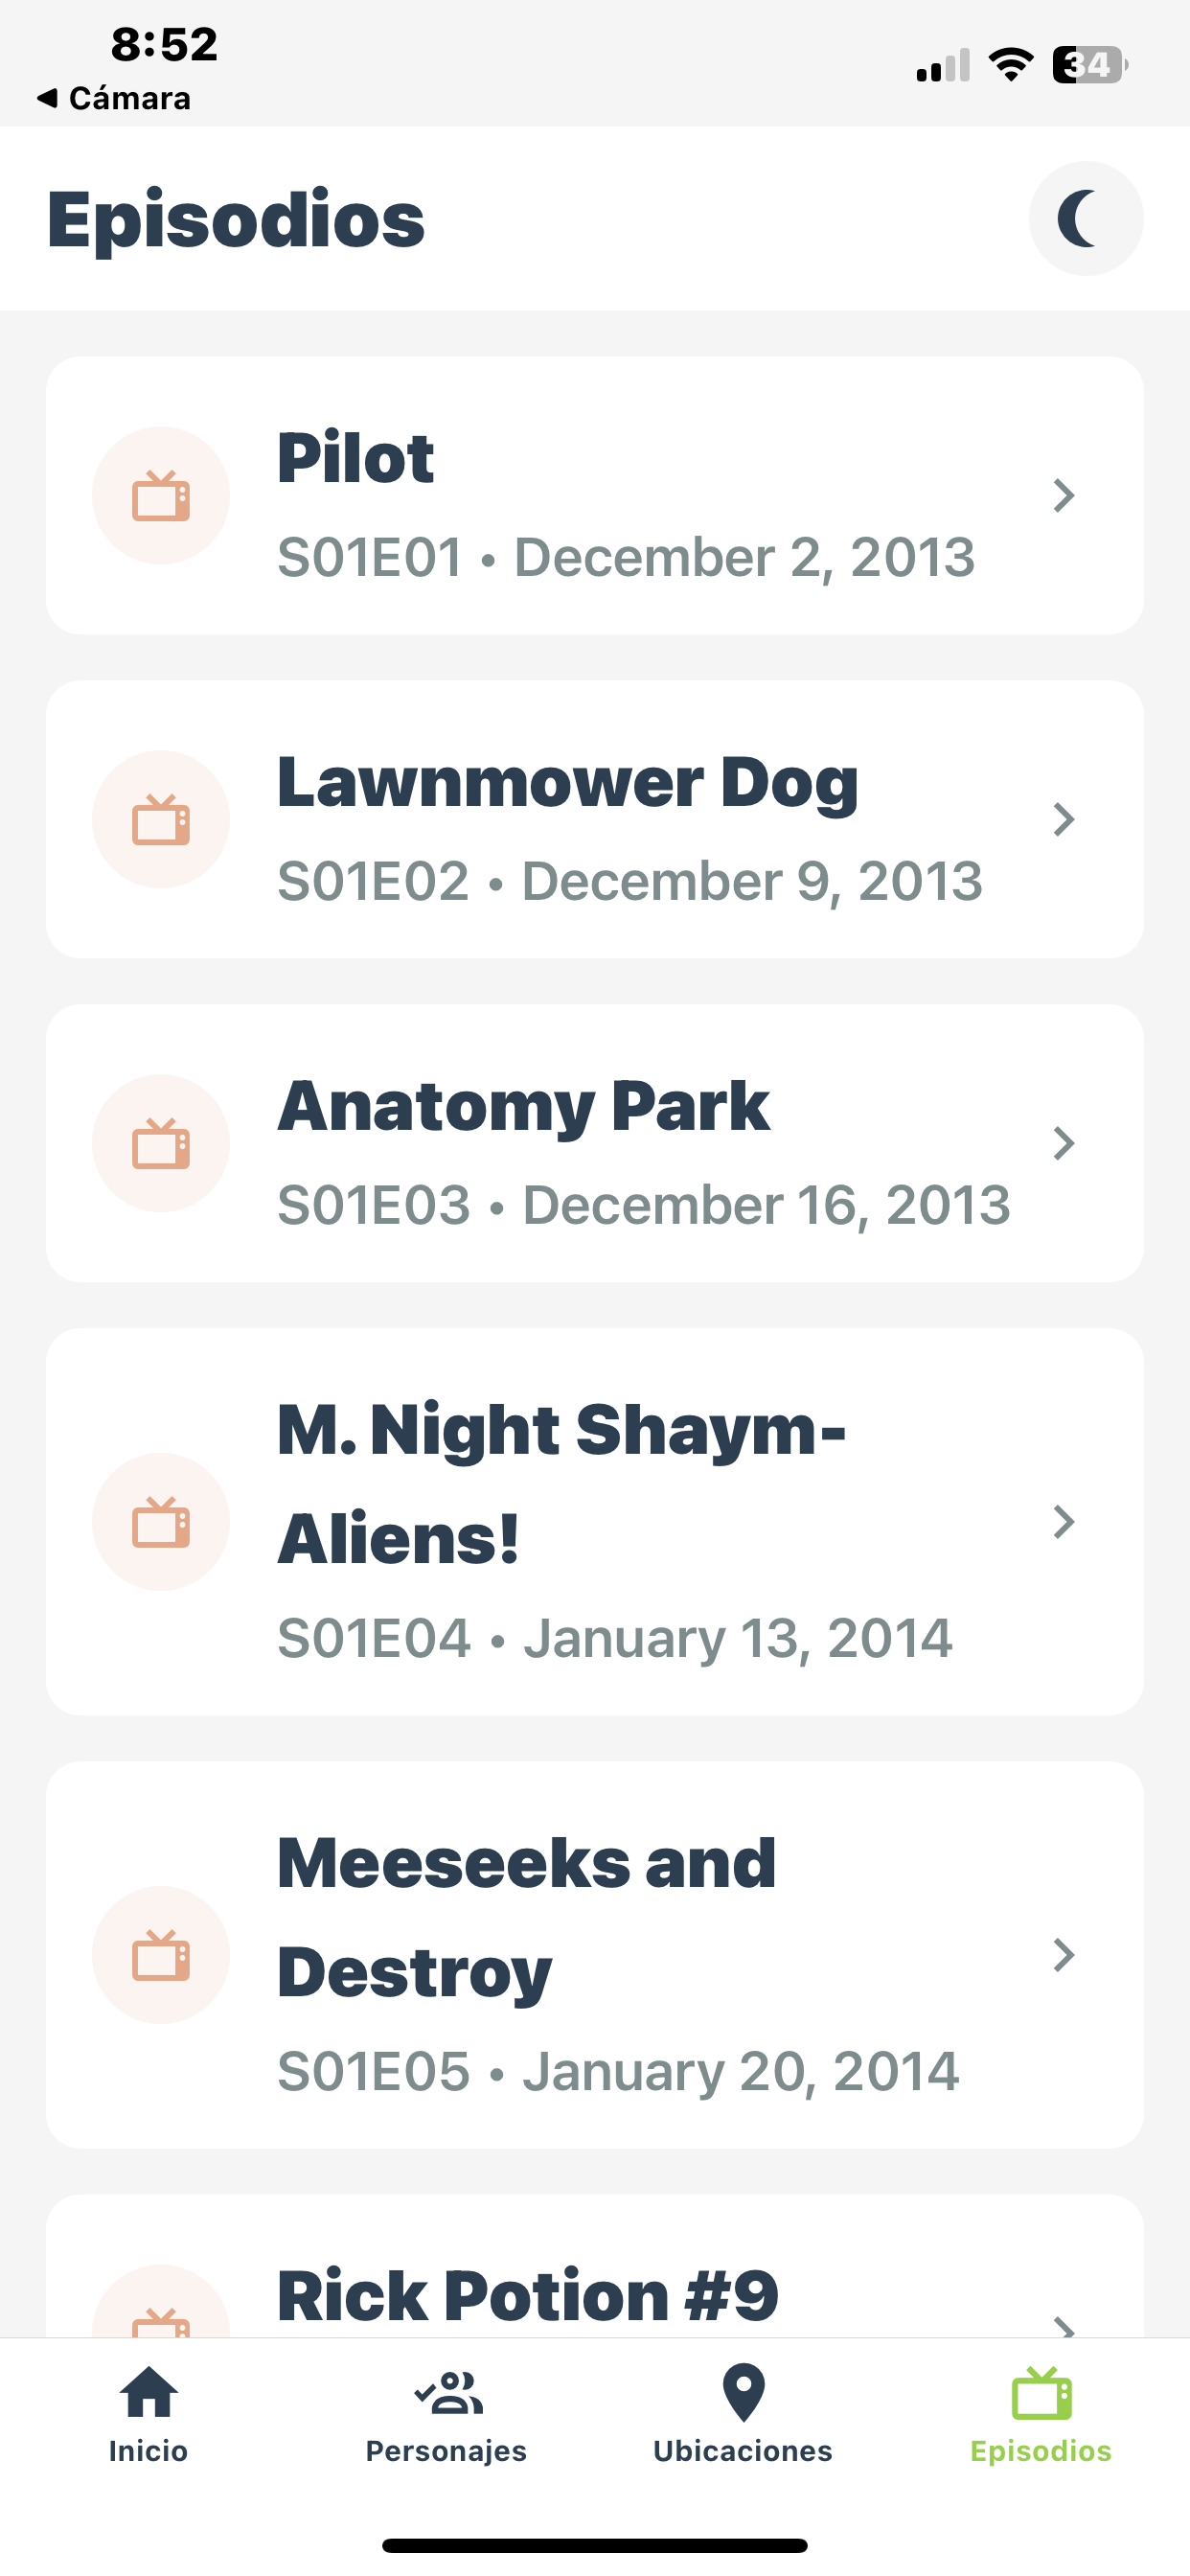 8:52
34
Cámara
Episodios
Pilot
S01E01 • December 2, 2013
Lawnmower Dog
S01E02 • December 9, 2013
Anatomy Park
S01E03 • December 16, 2013
M. Night Shaym-
Aliens!
S01E04 • January 13, 2014
Meeseeks and
Destroy
S01E05 • January 20, 2014
Rick Potion #9
Inicio
Personajes
Ubicaciones
Episodios